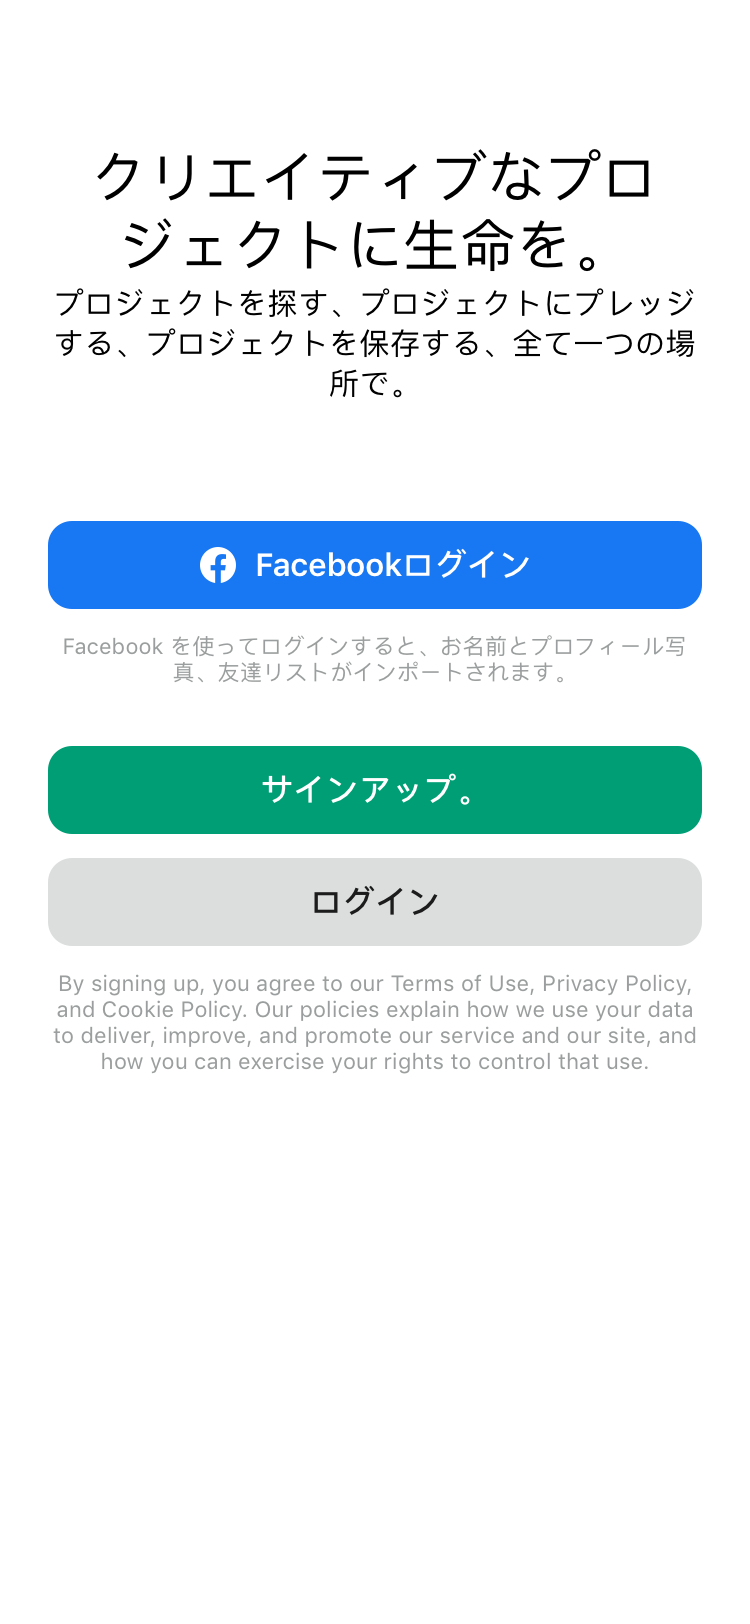 クリエイティブなプロ
ジェクトに生命を。
プロジェクトを探す、プロジェクトにプレッジ
する、プロジェクトを保存する、全て一つの場
所で。
Facebookログイン
Facebook を使ってログインすると、お名前とプロフィール写
真、友達リストがインポートされます。
サインアップ。
ログイン
By signing up, you agree to our Terms of Use, Privacy Policy,
and Cookie Policy. Our policies explain how we use your data
to deliver, improve, and promote our service and our site, and
how you can exercise your rights to control that use.